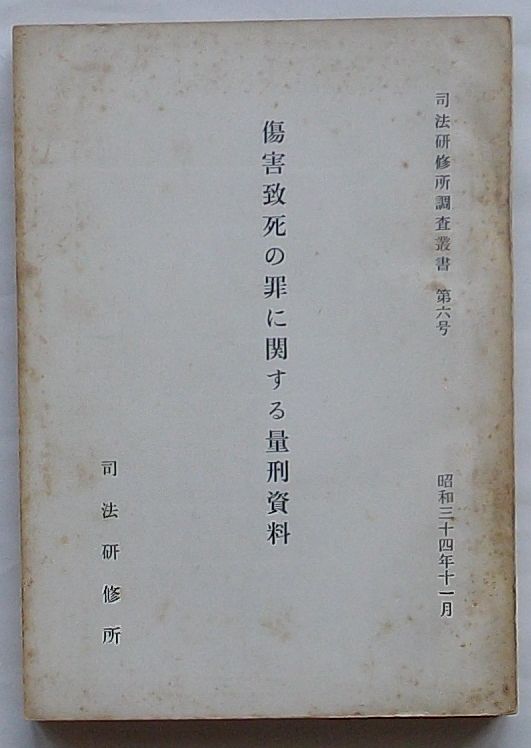 司法研修所調査叢書 第六号
昭和三十四年十一月
傷害致死の罪に関する量刑資料
司法研修所